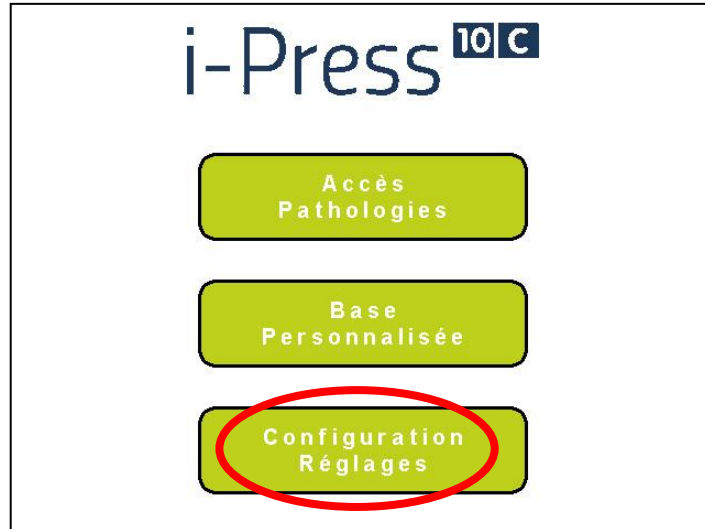 i-Press 10 C
Accès
Pathologies
Base
Personnalisée
Configuration
Réglages